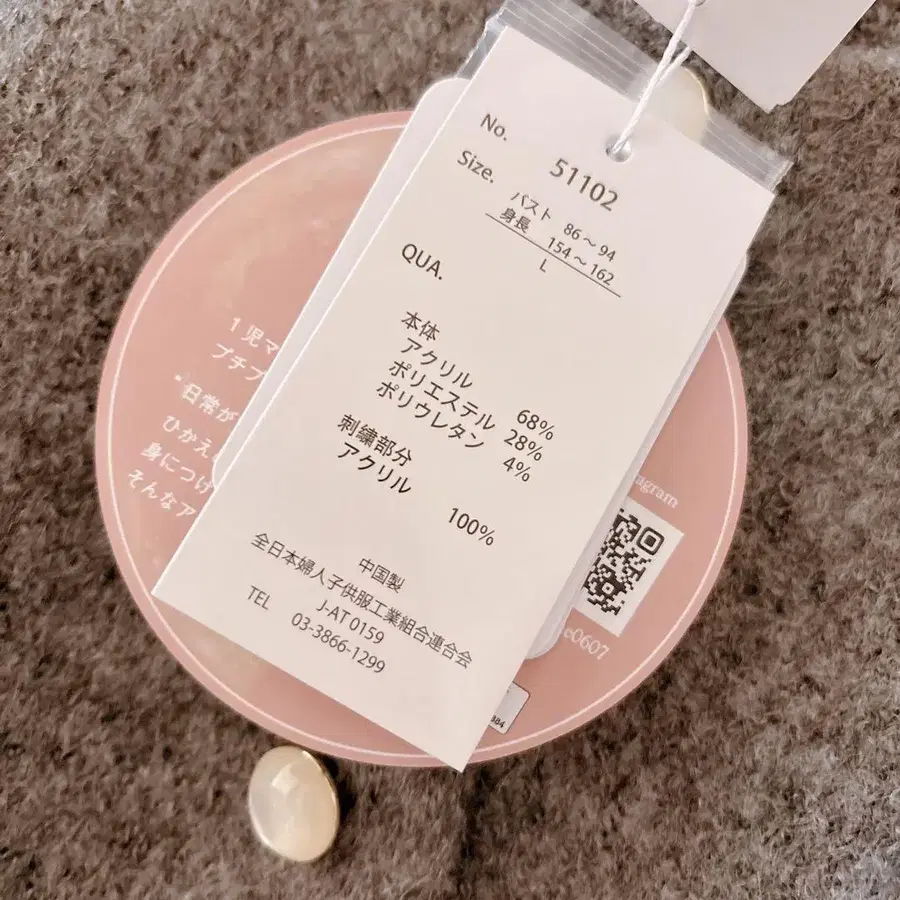 No. 51102
Size.
バスト 86～94
身長 154～162
L
QUA.
本体
アクリル 68%
ポリエステル 28%
ポリウレタン 4%
刺繍部分
アクリル 100%
中国製
全日本婦人子供服工業組合連合会
J-AT 0159
TEL 03-3866-1299
1 児マ
プチプ
日常が
ひかえ
身につけ
そんなア
agram
e0607
884